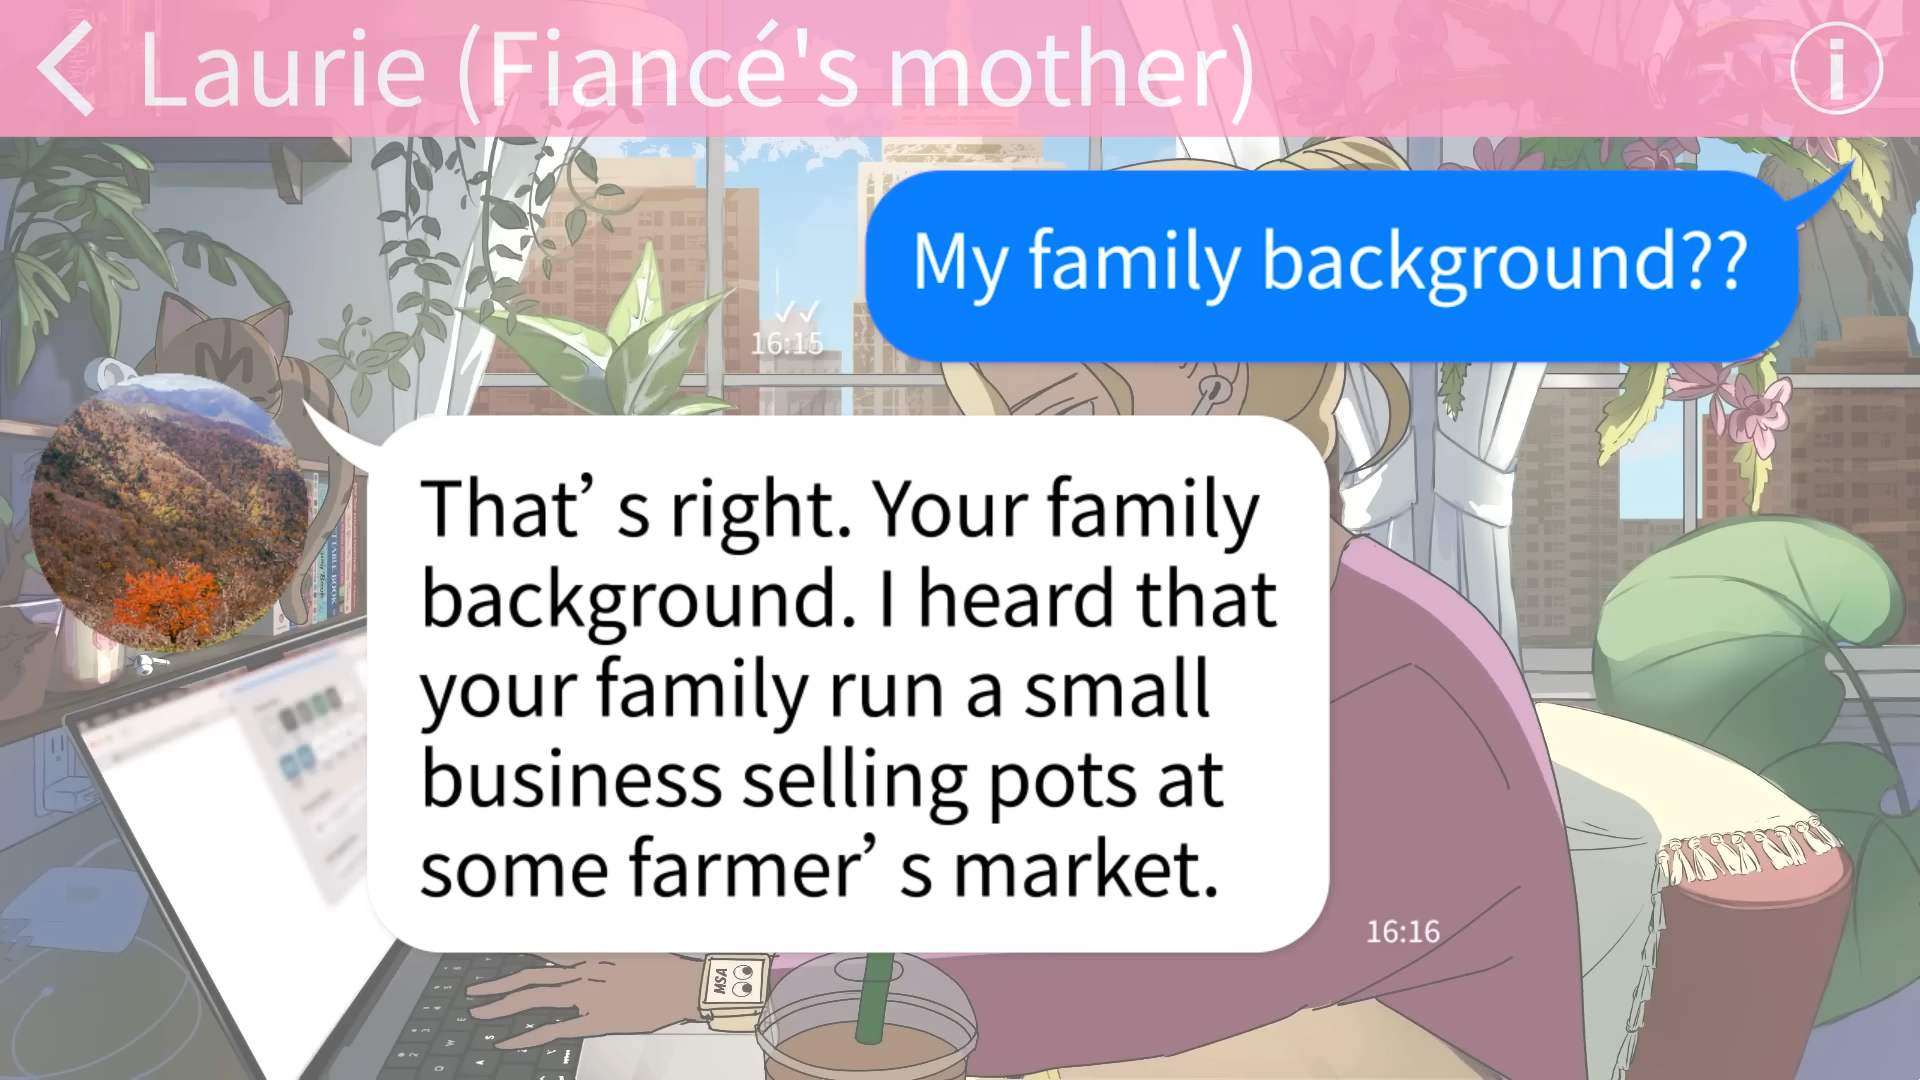 Laurie (Fiancé's mother)
i
My family background??
16:15
That’s right. Your family
background. I heard that
your family run a small
business selling pots at
some farmer’s market.
16:16
MSA